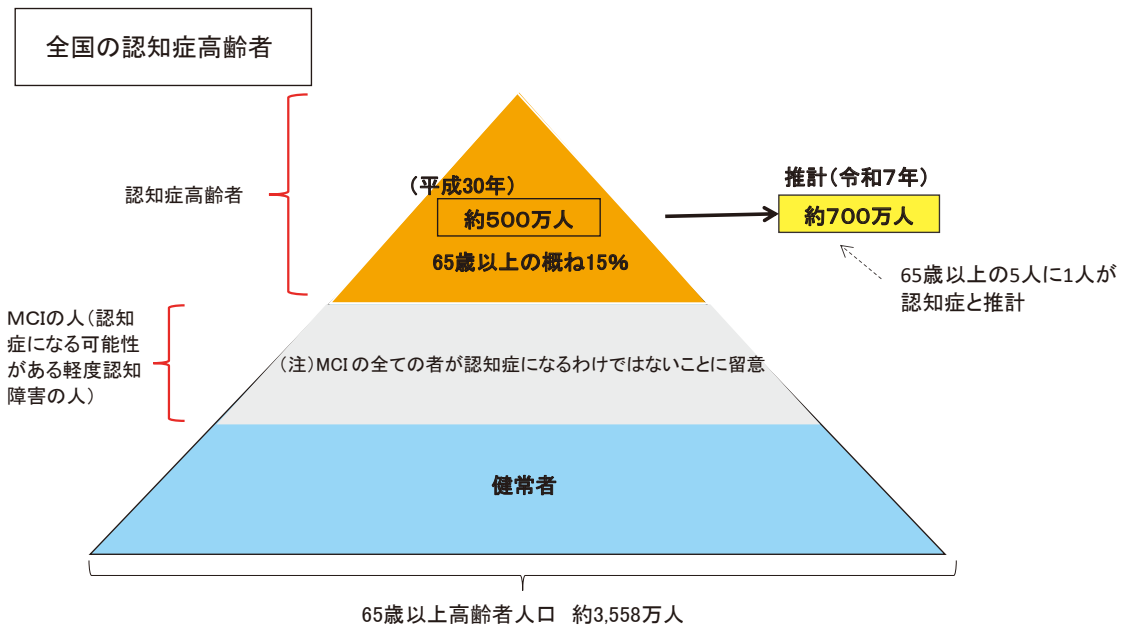 全国の認知症高齢者
認知症高齢者
（平成30年）
約500万人
65歳以上の概ね15％
推計（令和7年）
約700万人
65歳以上の5人に1人が
認知症と推計
MCIの人（認知
症になる可能性
がある軽度認知
障害の人）
（注）MCIの全ての者が認知症になるわけではないことに留意
健常者
65歳以上高齢者人口　約3,558万人